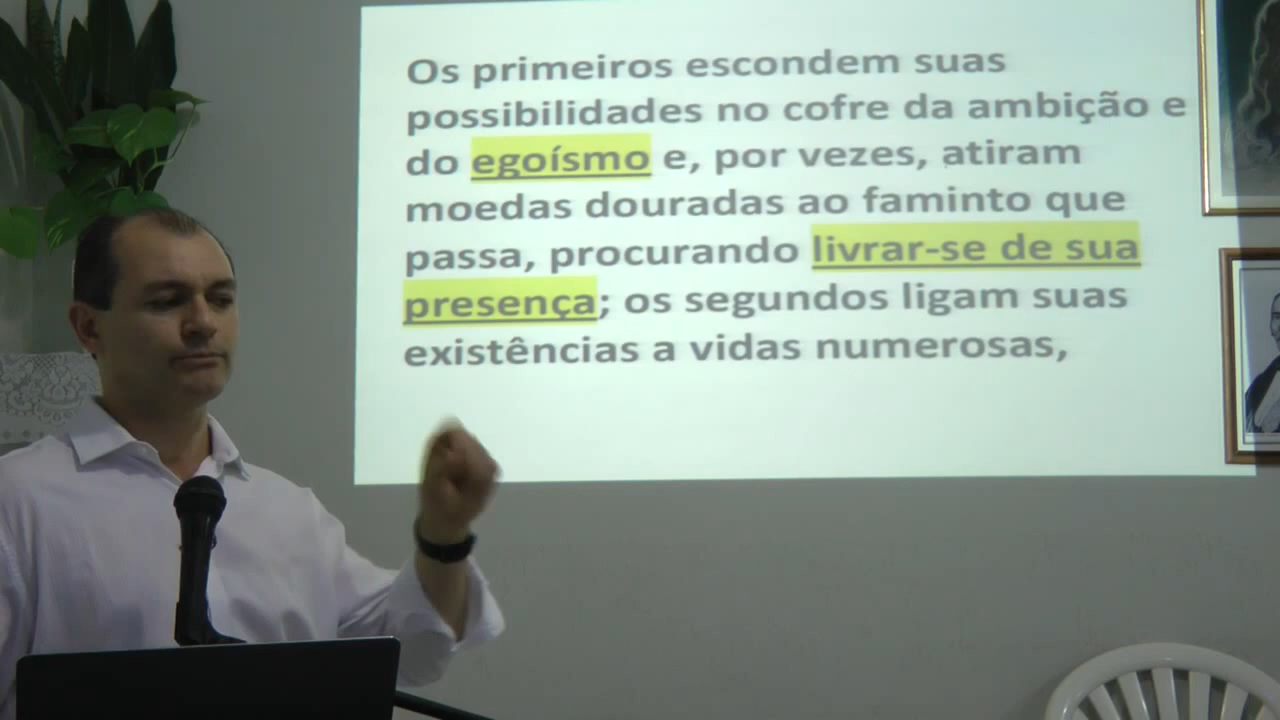 Os primeiros escondem suas
possibilidades no cofre da ambição e
do egoísmo e, por vezes, atiram
moedas douradas ao faminto que
passa, procurando livrar-se de sua
presença; os segundos ligam suas
existências a vidas numerosas,